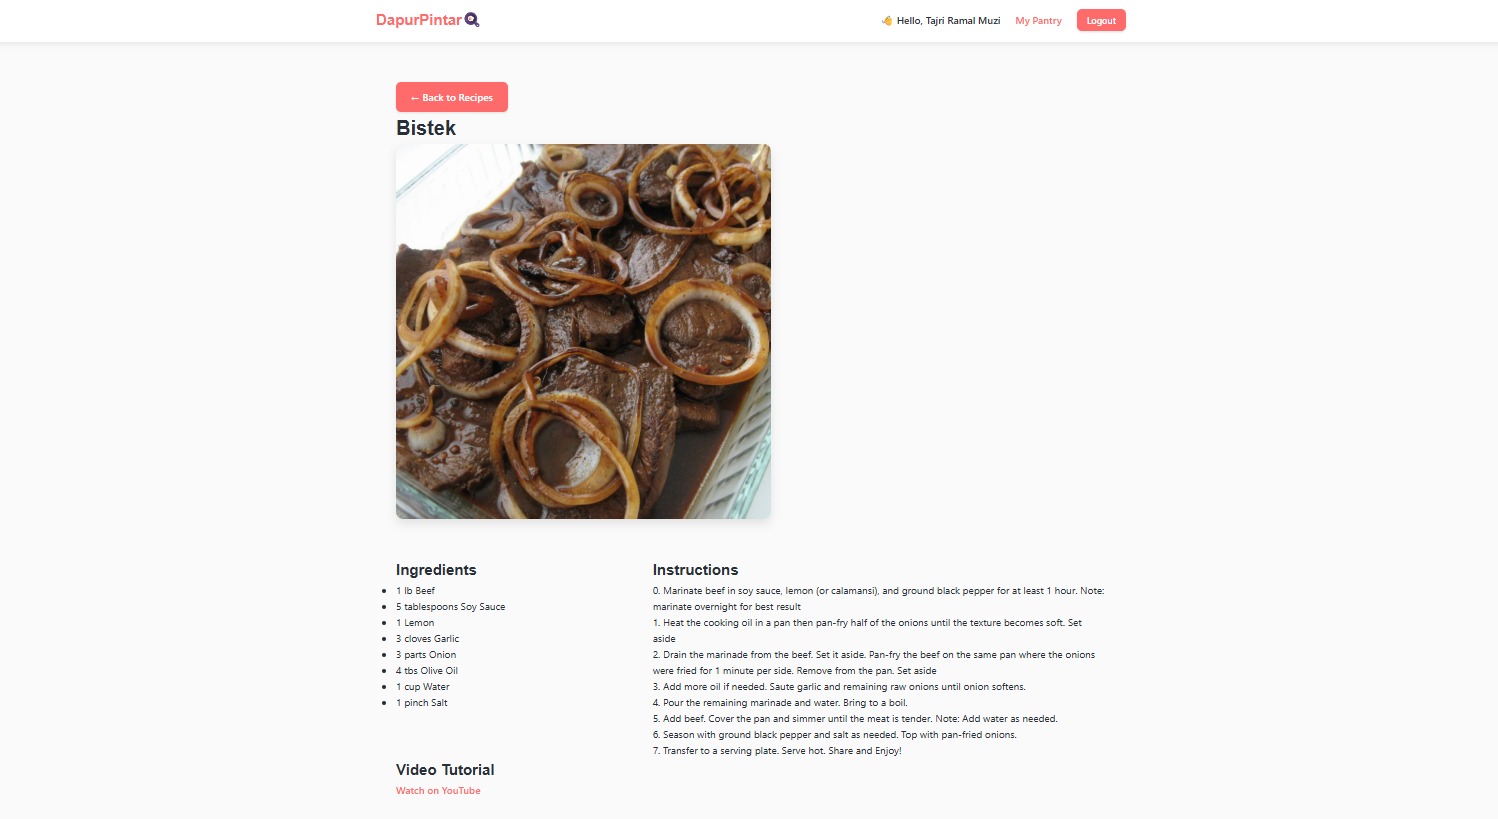 DapurPintar
Hello, Tajri Ramal Muzi
My Pantry
Logout
← Back to Recipes
Bistek
Ingredients
1 lb Beef
5 tablespoons Soy Sauce
1 Lemon
3 cloves Garlic
3 parts Onion
4 tbs Olive Oil
1 cup Water
1 pinch Salt
Instructions
0. Marinate beef in soy sauce, lemon (or calamansi), and ground black pepper for at least 1 hour. Note:
marinate overnight for best result
1. Heat the cooking oil in a pan then pan-fry half of the onions until the texture becomes soft. Set
aside
2. Drain the marinade from the beef. Set it aside. Pan-fry the beef on the same pan where the onions
were fried for 1 minute per side. Remove from the pan. Set aside
3. Add more oil if needed. Saute garlic and remaining raw onions until onion softens.
4. Pour the remaining marinade and water. Bring to a boil.
5. Add beef. Cover the pan and simmer until the meat is tender. Note: Add water as needed.
6. Season with ground black pepper and salt as needed. Top with pan-fried onions.
7. Transfer to a serving plate. Serve hot. Share and Enjoy!
Video Tutorial
Watch on YouTube